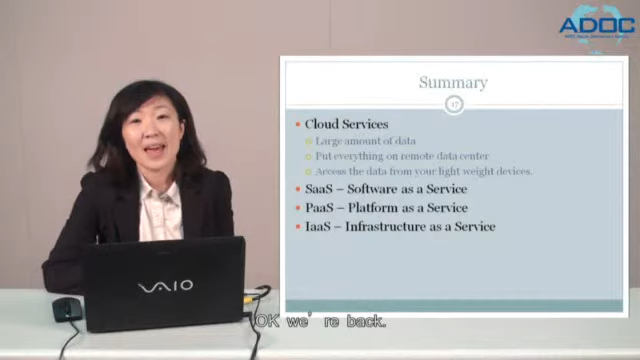 ADOC
Summary
17
Cloud Services
Large amount of data
Put everything on remote data center
Access the data from your light weight devices.
SaaS – Software as a Service
PaaS – Platform as a Service
IaaS – Infrastructure as a Service
VAIO
OK we're back.